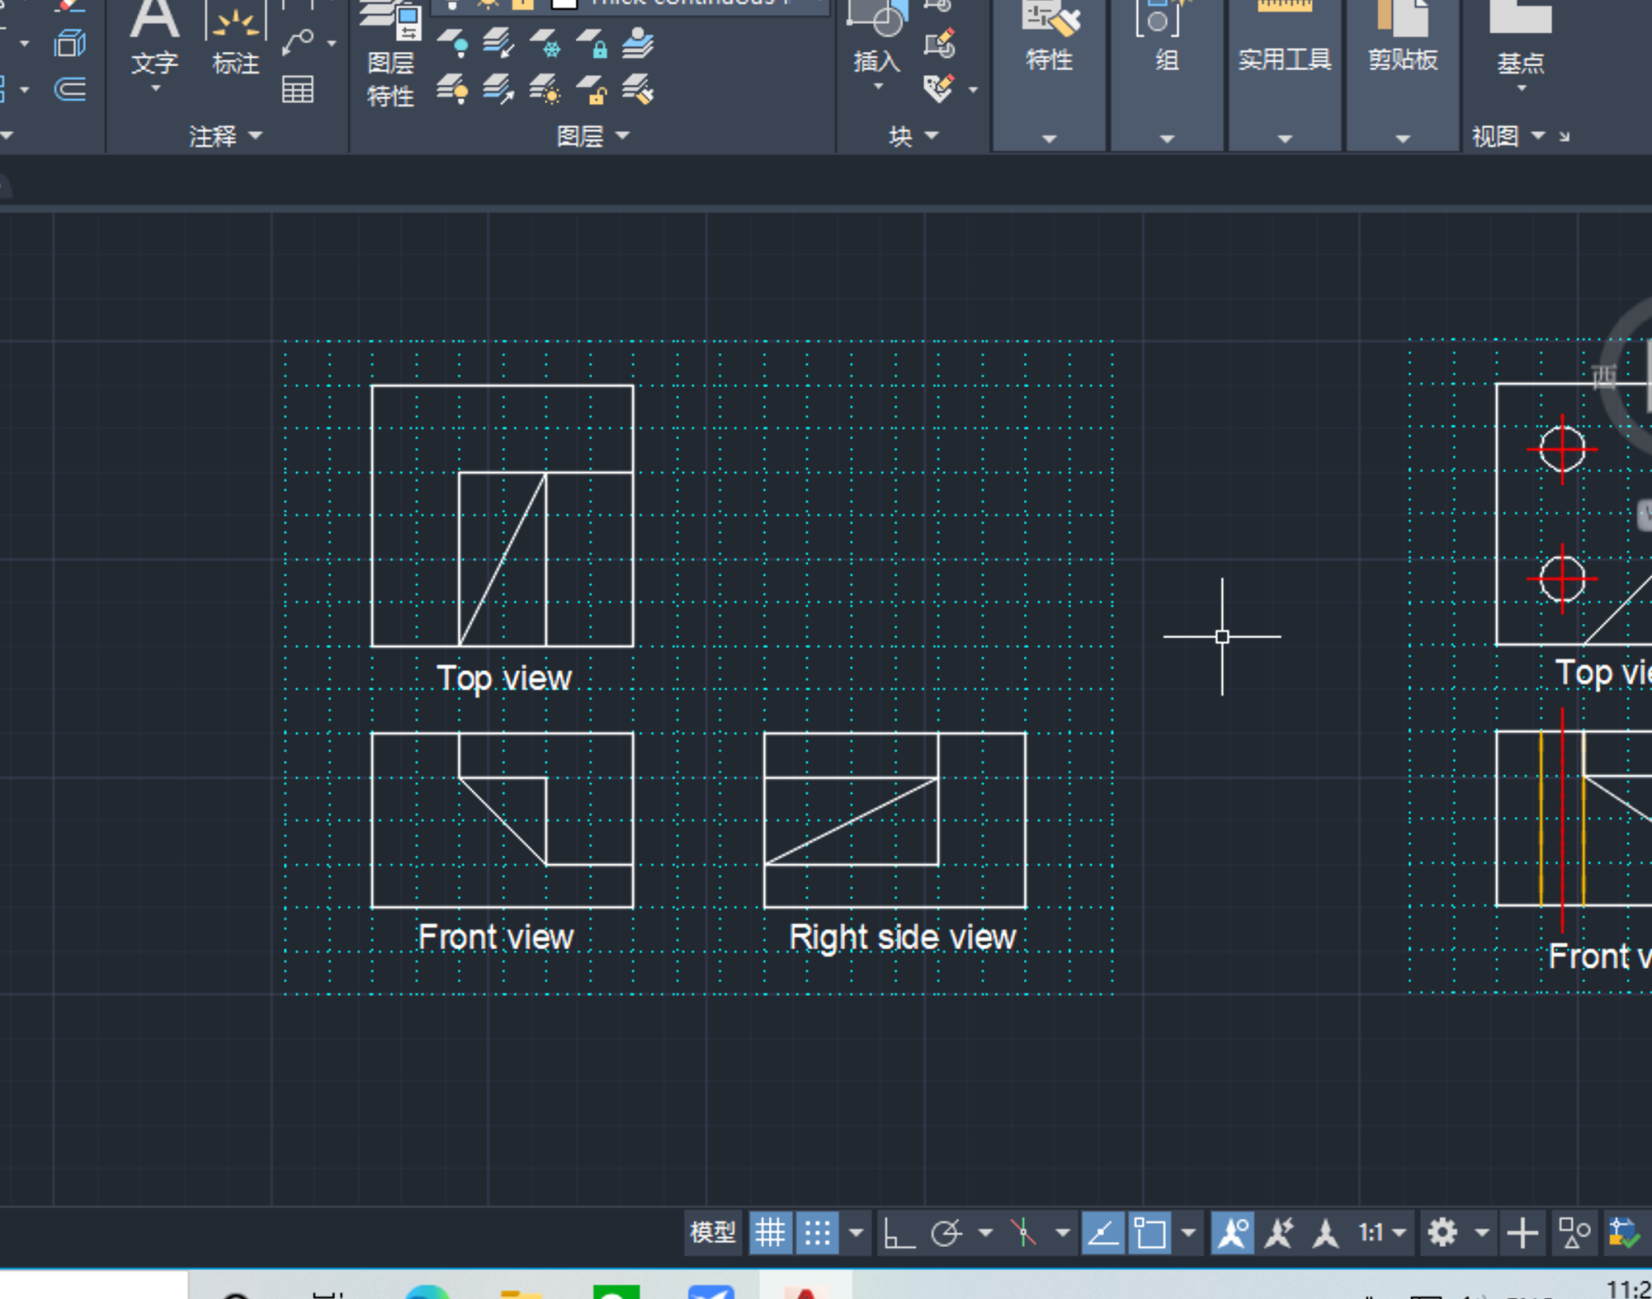 文字
标注
注释
图层
特性
图层
插入
块
特性
组
实用工具
剪贴板
基点
视图
西
Top view
Front view
Right side view
Top
Front
模型
1:1